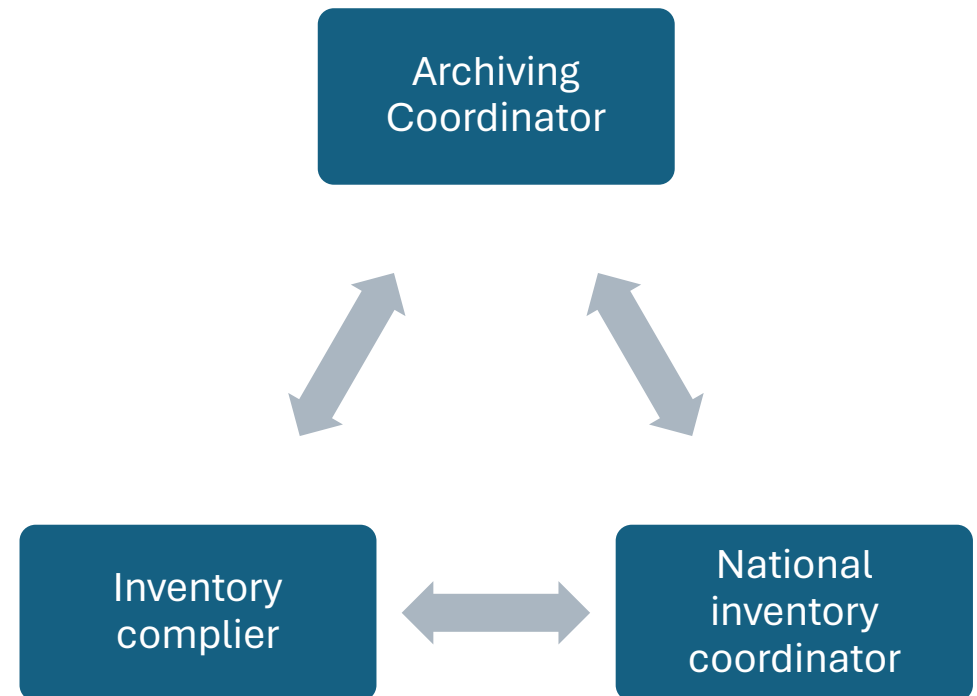 Archiving
Coordinator
Inventory
complier
National
inventory
coordinator